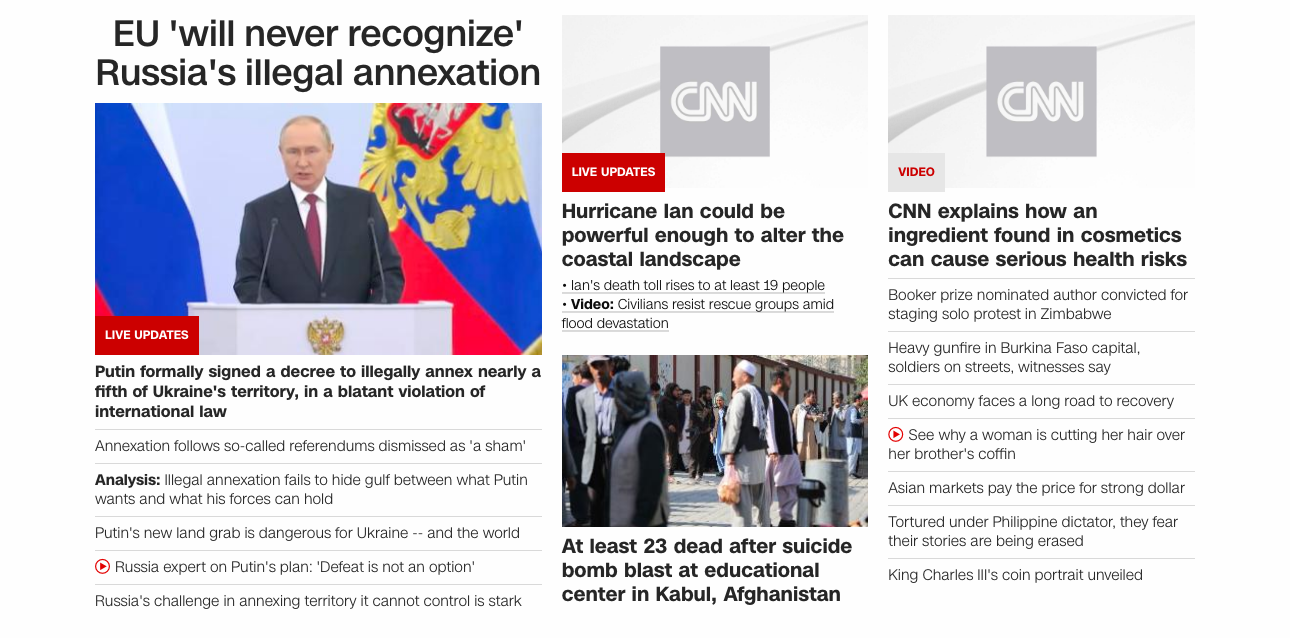 EU 'will never recognize'
Russia's illegal annexation
LIVE UPDATES
Putin formally signed a decree to illegally annex nearly a
fifth of Ukraine's territory, in a blatant violation of
international law
Annexation follows so-called referendums dismissed as 'a sham'
Analysis: Illegal annexation fails to hide gulf between what Putin
wants and what his forces can hold
Putin's new land grab is dangerous for Ukraine -- and the world
Russia expert on Putin's plan: 'Defeat is not an option'
Russia's challenge in annexing territory it cannot control is stark
CNN
LIVE UPDATES
Hurricane Ian could be
powerful enough to alter the
coastal landscape
• Ian's death toll rises to at least 19 people
• Video: Civilians resist rescue groups amid
flood devastation
At least 23 dead after suicide
bomb blast at educational
center in Kabul, Afghanistan
CNN
VIDEO
CNN explains how an
ingredient found in cosmetics
can cause serious health risks
Booker prize nominated author convicted for
staging solo protest in Zimbabwe
Heavy gunfire in Burkina Faso capital,
soldiers on streets, witnesses say
UK economy faces a long road to recovery
See why a woman is cutting her hair over
her brother's coffin
Asian markets pay the price for strong dollar
Tortured under Philippine dictator, they fear
their stories are being erased
King Charles III's coin portrait unveiled